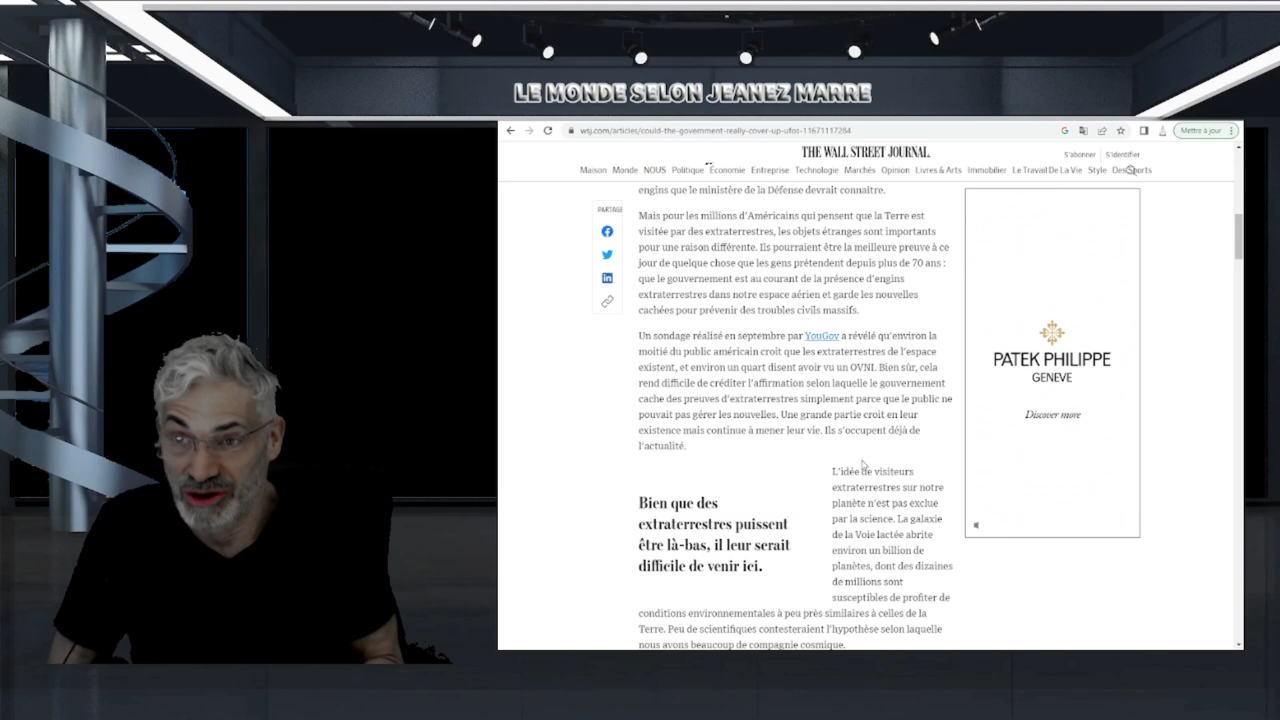 LE MONDE SELON JEANEZ MARRE
wsj.com/articles/could-the-government-really-cover-up-ufos-11671117284
Mettre à jour
THE WALL STREET JOURNAL.
S'abonner
S'identifier
Maison Monde NOUS Politique Économie Entreprise Technologie Marchés Opinion Livres & Arts Immobilier Le Travail De La Vie Style Des Sports
PARTAGE
engins que le ministère de la Défense devrait connaître.
Mais pour les millions d'Américains qui pensent que la Terre est
visitée par des extraterrestres, les objets étranges sont importants
pour une raison différente. Ils pourraient être la meilleure preuve à ce
jour de quelque chose que les gens prétendent depuis plus de 70 ans :
que le gouvernement est au courant de la présence d'engins
extraterrestres dans notre espace aérien et garde les nouvelles
cachées pour prévenir des troubles civils massifs.
Un sondage réalisé en septembre par YouGov a révélé qu'environ la
moitié du public américain croit que les extraterrestres de l'espace
existent, et environ un quart disent avoir vu un OVNI. Bien sûr, cela
rend difficile de créditer l'affirmation selon laquelle le gouvernement
cache des preuves d'extraterrestres simplement parce que le public ne
pouvait pas gérer les nouvelles. Une grande partie croit en leur
existence mais continue à mener leur vie. Ils s'occupent déjà de
l'actualité.
Bien que des
extraterrestres puissent
être là-bas, il leur serait
difficile de venir ici.
L'idée de visiteurs
extraterrestres sur notre
planète n'est pas exclue
par la science. La galaxie
de la Voie lactée abrite
environ un billion de
planètes, dont des dizaines
de millions sont
susceptibles de profiter de
conditions environnementales à peu près similaires à celles de la
Terre. Peu de scientifiques contesteraient l'hypothèse selon laquelle
nous avons beaucoup de compagnie cosmique.
PATEK PHILIPPE
GENEVE
Discover more